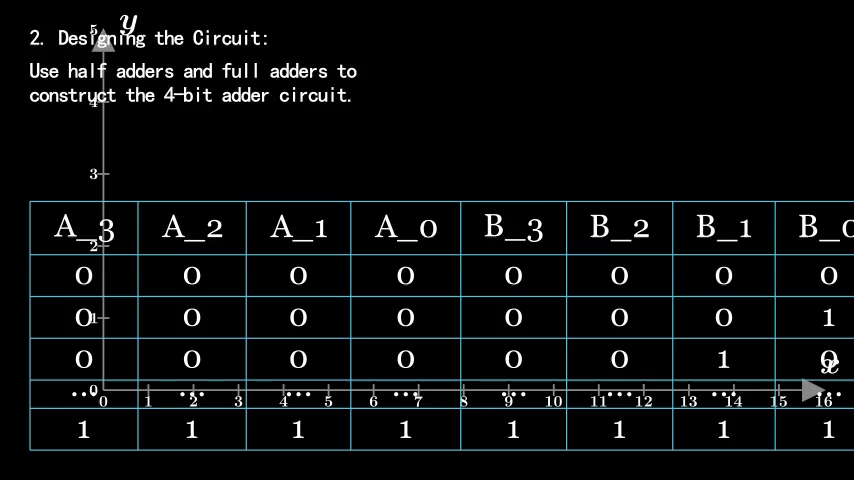 y
5
2. Designing the Circuit:
Use half adders and full adders to
construct the 4-bit adder circuit.
4
3
A_3 A_2 A_1 A_0 B_3 B_2 B_1 B_0
2
0 0 0 0 0 0 0 0
0 0 0 0 0 0 0 1
1
0 0 0 0 0 0 1 0
x
... ... ... ... ... ... ... ...
0
0 1 2 3 4 5 6 7 8 9 10 11 12 13 14 15 16
1 1 1 1 1 1 1 1